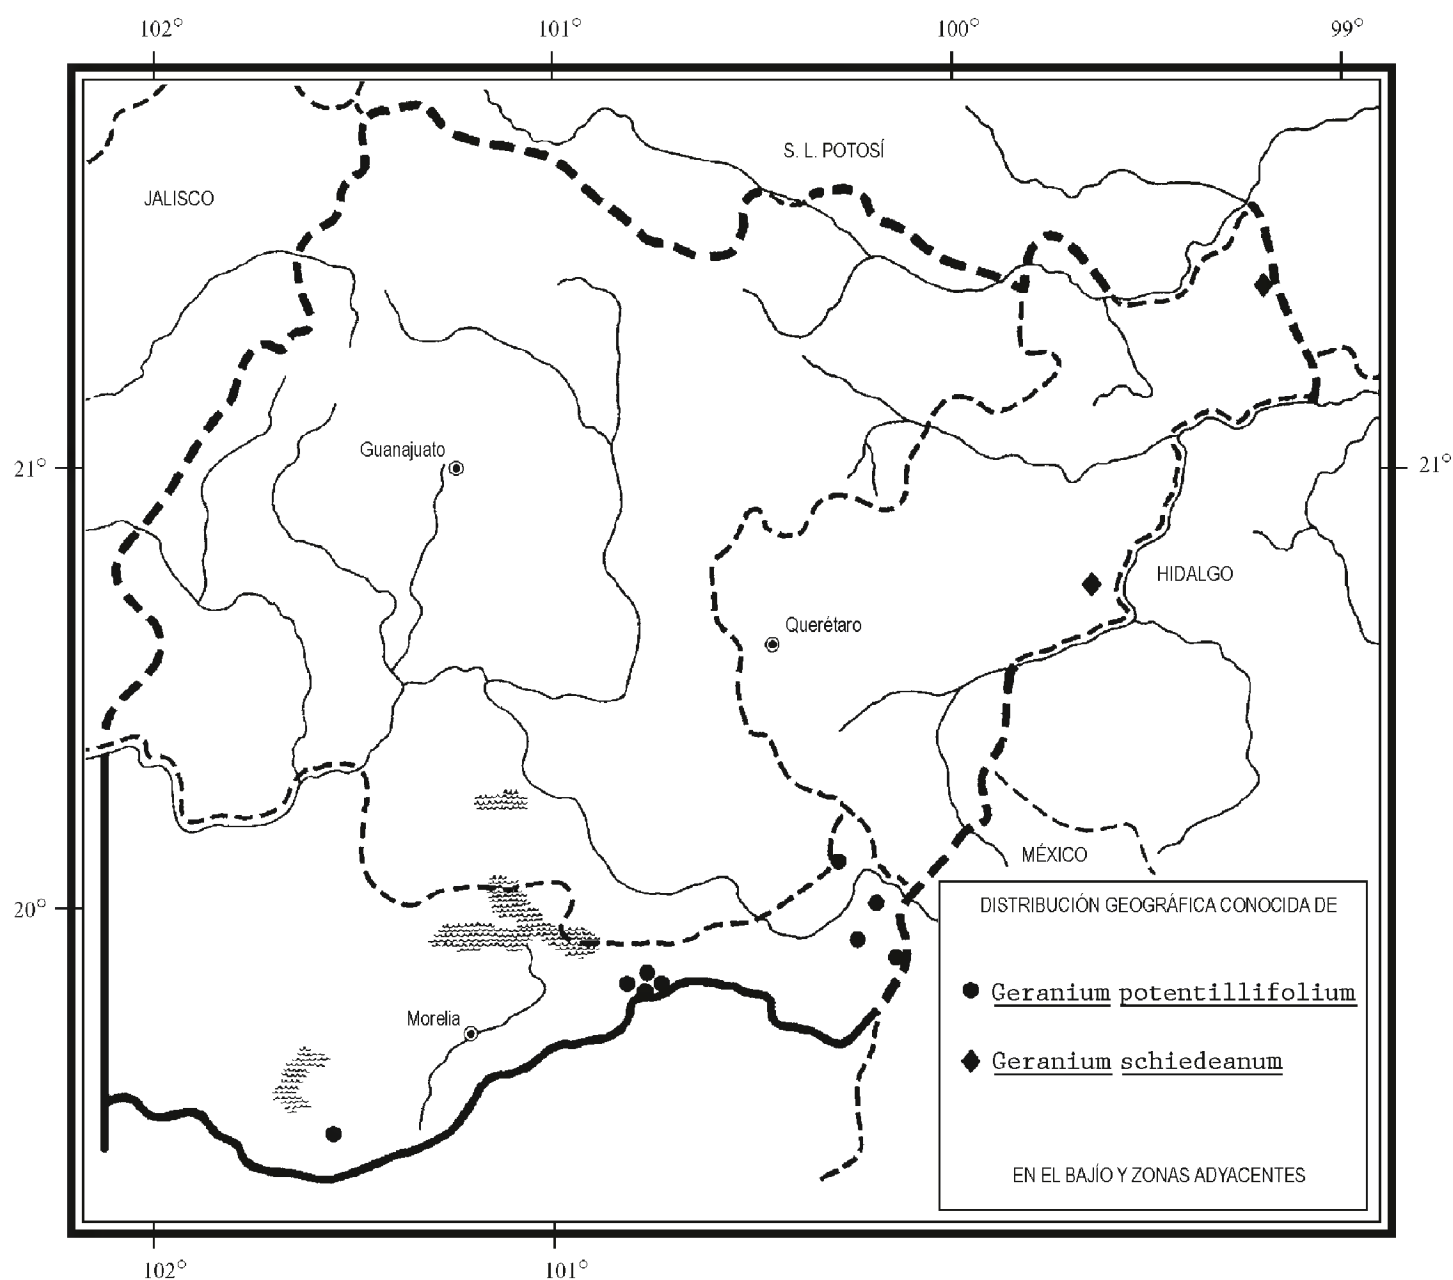 102° 101° 100° 99°
S. L. POTOSÍ
JALISCO
Guanajuato
21° 21°
HIDALGO
Querétaro
MÉXICO
20°
DISTRIBUCIÓN GEOGRÁFICA CONOCIDA DE
Geranium potentillifolium
Morelia
Geranium schiedeanum
EN EL BAJÍO Y ZONAS ADYACENTES
102° 101°